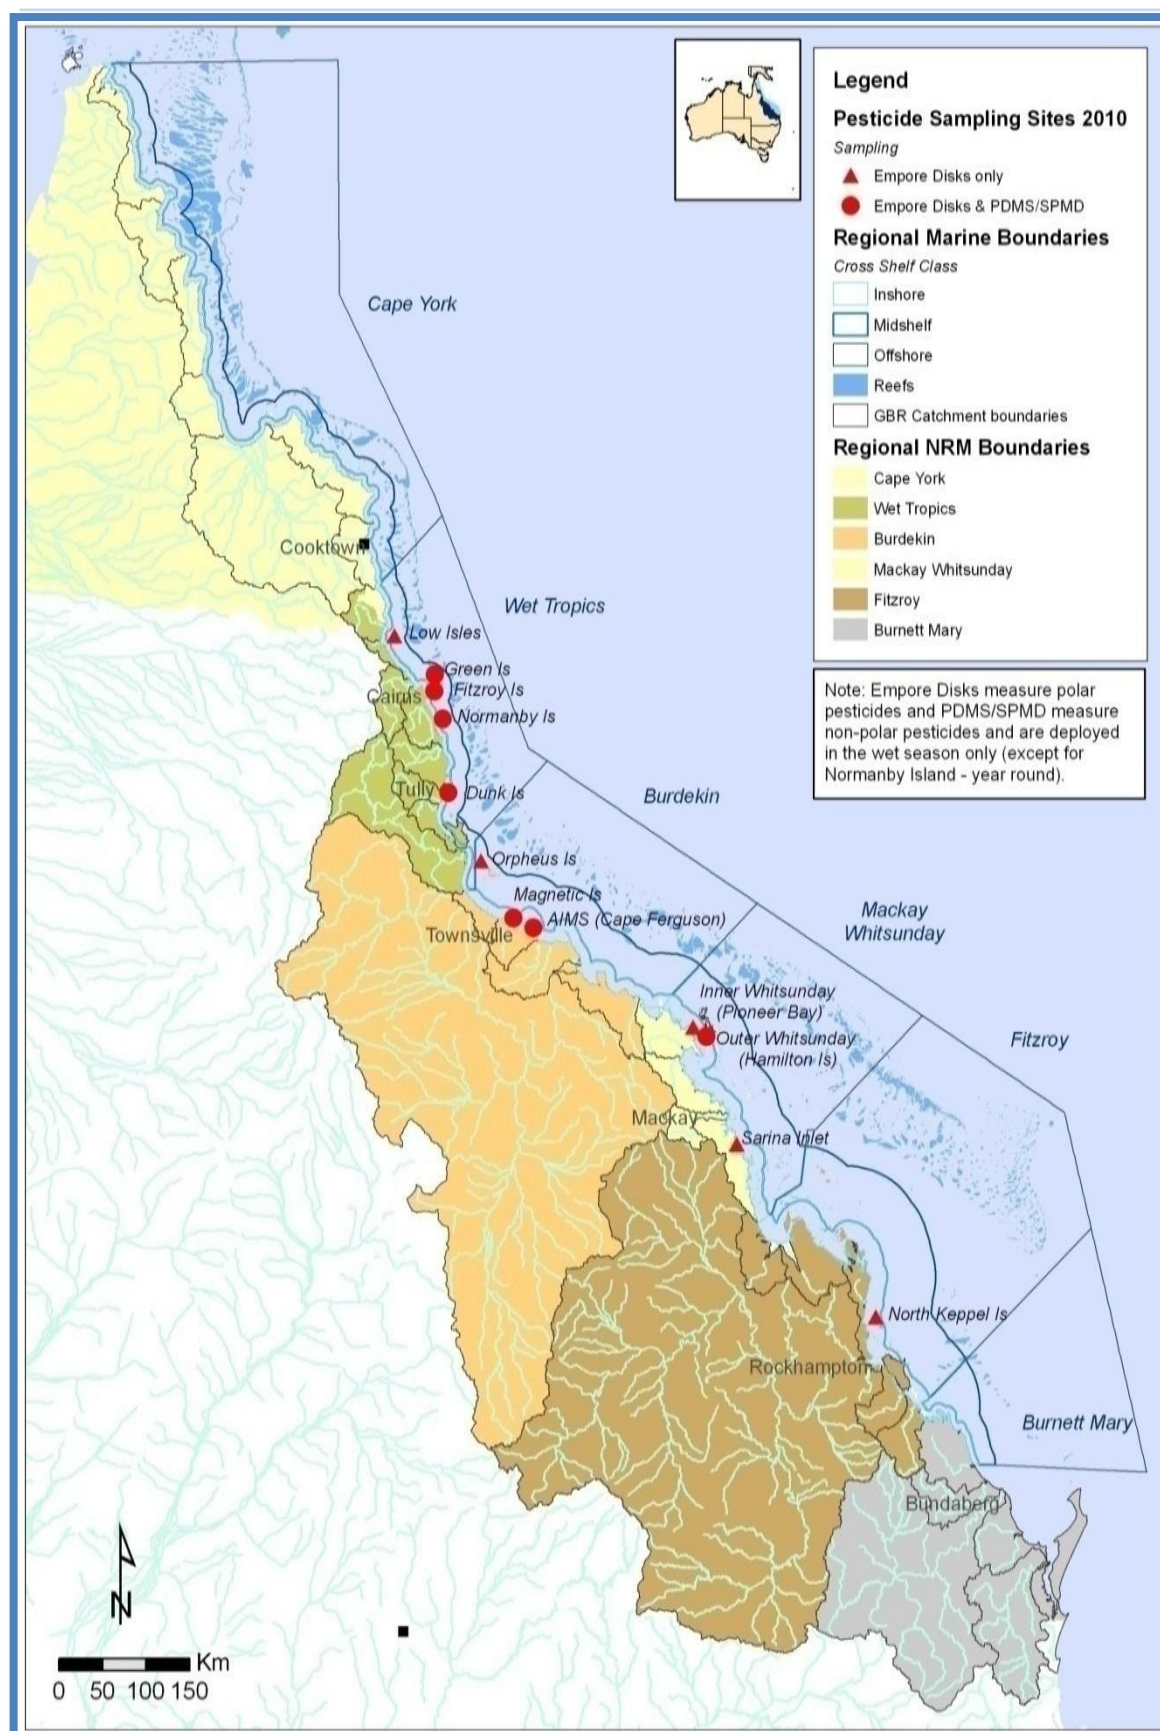 Legend
Pesticide Sampling Sites 2010
Sampling
Empore Disks only
Empore Disks & PDMS/SPMD
Regional Marine Boundaries
Cross Shelf Class
Inshore
Midshelf
Offshore
Reefs
GBR Catchment boundaries
Regional NRM Boundaries
Cape York
Wet Tropics
Burdekin
Mackay Whitsunday
Fitzroy
Burnett Mary
Note: Empore Disks measure polar
pesticides and PDMS/SPMD measure
non-polar pesticides and are deployed
in the wet season only (except for
Normanby Island - year round).
Cape York
Cooktown
Wet Tropics
Low Isles
Green Is
Fitzroy Is
Cairns
Normanby Is
Tully
Dunk Is
Burdekin
Orpheus Is
Magnetic Is
AIMS (Cape Ferguson)
Townsville
Mackay
Whitsunday
Inner Whitsunday
(Pioneer Bay)
Outer Whitsunday
(Hamilton Is)
Fitzroy
Mackay
Sarina Inlet
North Keppel Is
Rockhampton
Burnett Mary
Bundaberg
N
Km
0 50 100 150